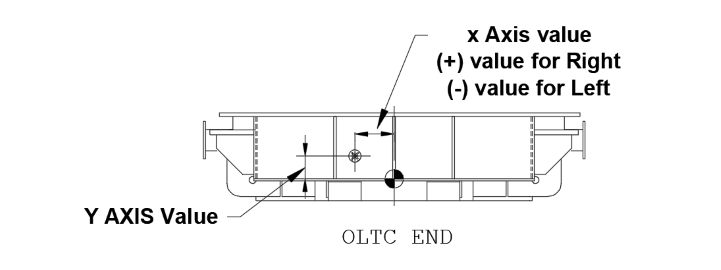 x Axis value
(+) value for Right
(-) value for Left
Y AXIS Value
OLTC END